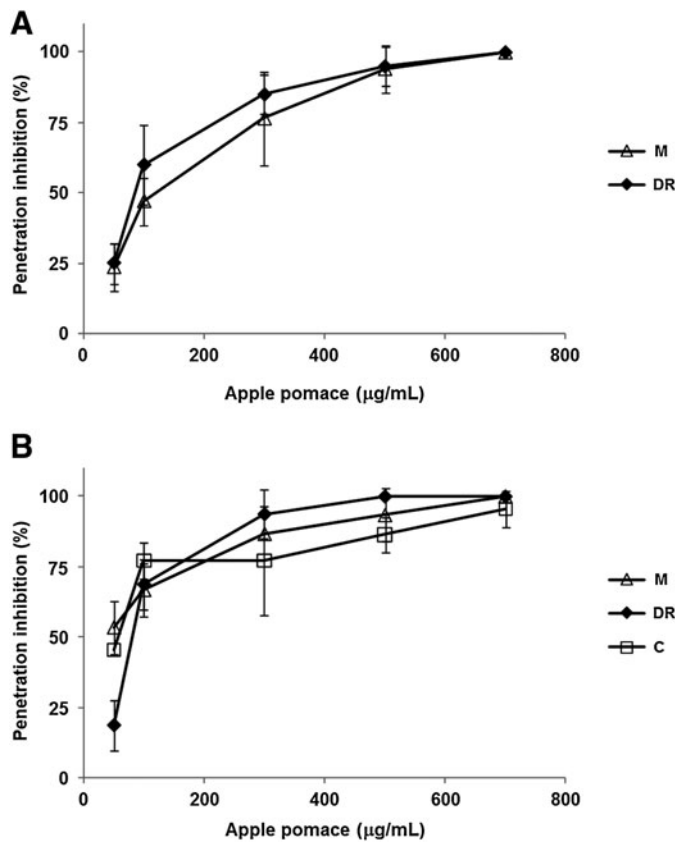 A
Penetration inhibition (%)
100
75
50
25
0
0 200 400 600 800
Apple pomace (µg/mL)
M
DR
B
Penetration inhibition (%)
100
75
50
25
0
0 200 400 600 800
Apple pomace (µg/mL)
M
DR
C